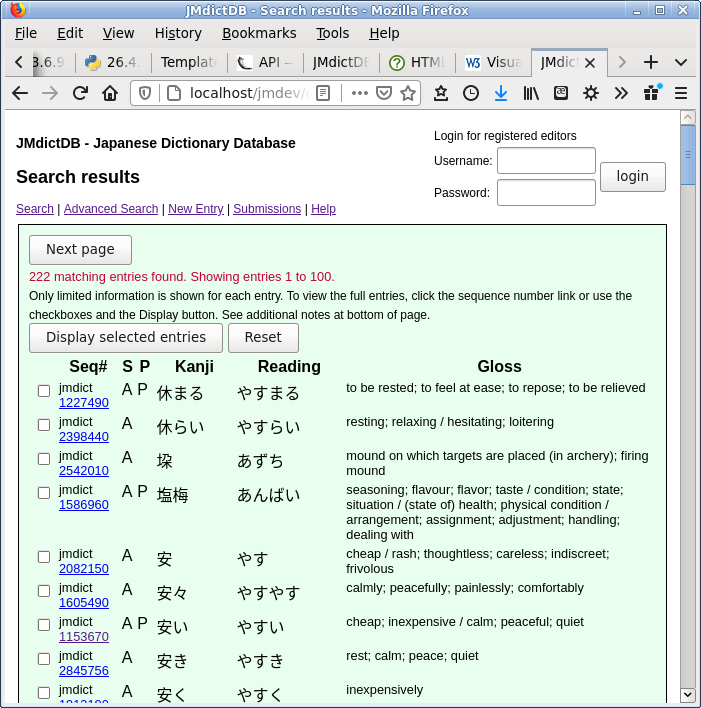 JMdictDB - Search results - Mozilla Firefox
File Edit View History Bookmarks Tools Help
3.6.9 26.4. Templat API – JMdictDB HTML W3 Visua JMdict
localhost/jmdev/
JMdictDB - Japanese Dictionary Database
Search results
Login for registered editors
Username:
Password:
login
Search | Advanced Search | New Entry | Submissions | Help
Next page
222 matching entries found. Showing entries 1 to 100.
Only limited information is shown for each entry. To view the full entries, click the sequence number link or use the
checkboxes and the Display button. See additional notes at bottom of page.
Display selected entries Reset
Seq# S P Kanji Reading Gloss
jmdict A P 休まる やすまる to be rested; to feel at ease; to repose; to be relieved
1227490
jmdict A 休らい やすらい resting; relaxing / hesitating; loitering
2398440
jmdict A 垜 あずち mound on which targets are placed (in archery); firing
2542010 mound
jmdict A P 塩梅 あんばい seasoning; flavour; flavor; taste / condition; state;
1586960 situation / (state of) health; physical condition /
arrangement; assignment; adjustment; handling;
dealing with
jmdict A 安 やす cheap / rash; thoughtless; careless; indiscreet;
2082150 frivolous
jmdict A 安々 やすやす calmly; peacefully; painlessly; comfortably
1605490
jmdict A P 安い やすい cheap; inexpensive / calm; peaceful; quiet
1153670
jmdict A 安き やすき rest; calm; peace; quiet
2845756
jmdict A 安く やすく inexpensively